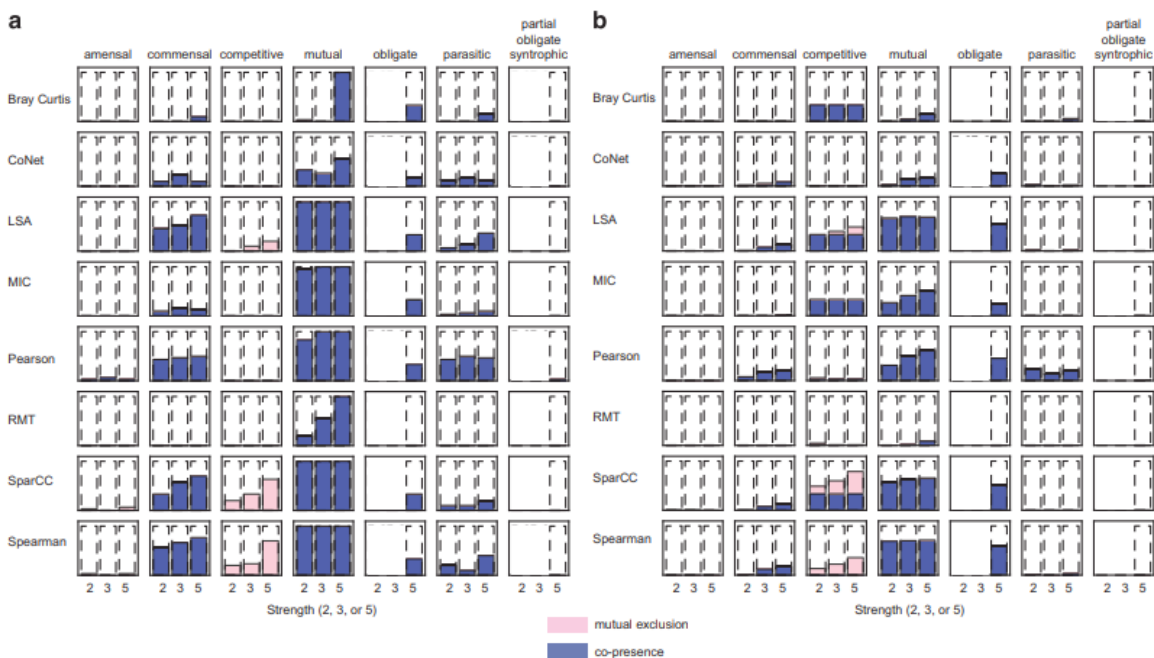 a
amensal commensal competitive mutual obligate parasitic partial obligate syntrophic
Bray Curtis
CoNet
LSA
MIC
Pearson
RMT
SparCC
Spearman
2 3 5 2 3 5 2 3 5 2 3 5 2 3 5 2 3 5 2 3 5
Strength (2, 3, or 5)
b
amensal commensal competitive mutual obligate parasitic partial obligate syntrophic
Bray Curtis
CoNet
LSA
MIC
Pearson
RMT
SparCC
Spearman
2 3 5 2 3 5 2 3 5 2 3 5 2 3 5 2 3 5 2 3 5
Strength (2, 3, or 5)
mutual exclusion
co-presence